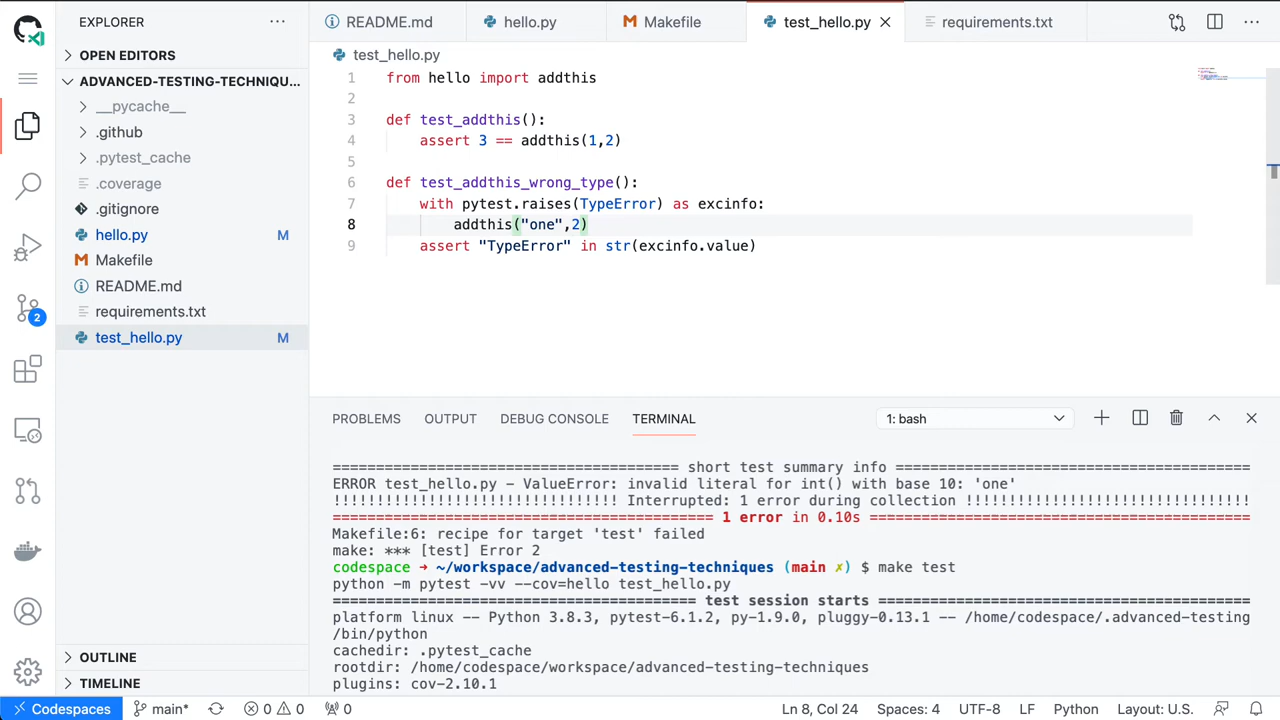 EXPLORER
OPEN EDITORS
ADVANCED-TESTING-TECHNIQU...
__pycache__
.github
.pytest_cache
.coverage
.gitignore
hello.py M
Makefile
README.md
requirements.txt
test_hello.py M
OUTLINE
TIMELINE
2
README.md hello.py Makefile test_hello.py requirements.txt
test_hello.py
1 from hello import addthis
2
3 def test_addthis():
4 assert 3 == addthis(1,2)
5
6 def test_addthis_wrong_type():
7 with pytest.raises(TypeError) as excinfo:
8 addthis("one",2)
9 assert "TypeError" in str(excinfo.value)
PROBLEMS OUTPUT DEBUG CONSOLE TERMINAL 1: bash
======================================== short test summary info =========================================
ERROR test_hello.py - ValueError: invalid literal for int() with base 10: 'one'
!!!!!!!!!!!!!!!!!!!!!!!!!!!!!!!!! Interrupted: 1 error during collection !!!!!!!!!!!!!!!!!!!!!!!!!!!!!!!!!
============================================ 1 error in 0.10s ============================================
Makefile:6: recipe for target 'test' failed
make: *** [test] Error 2
codespace ➜ ~/workspace/advanced-testing-techniques (main ✗) $ make test
python -m pytest -vv --cov=hello test_hello.py
========================================== test session starts ===========================================
platform linux -- Python 3.8.3, pytest-6.1.2, py-1.9.0, pluggy-0.13.1 -- /home/codespace/.advanced-testing
/bin/python
cachedir: .pytest_cache
rootdir: /home/codespace/workspace/advanced-testing-techniques
plugins: cov-2.10.1
Codespaces main* 0 0 0 Ln 8, Col 24 Spaces: 4 UTF-8 LF Python Layout: U.S.